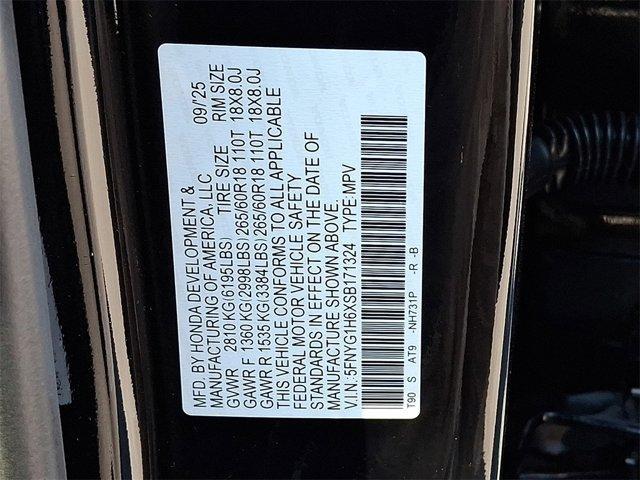 MFD. BY HONDA DEVELOPMENT & 09/25
MANUFACTURING OF AMERICA, LLC
GVWR 2810 KG(6195LBS) TIRE SIZE RIM SIZE
GAWR F 1360 KG(2998LBS) 265/60R18 110T 18X8.0J
GAWR R 1535 KG(3384LBS) 265/60R18 110T 18X8.0J
THIS VEHICLE CONFORMS TO ALL APPLICABLE
FEDERAL MOTOR VEHICLE SAFETY
STANDARDS IN EFFECT ON THE DATE OF
MANUFACTURE SHOWN ABOVE.
V.I.N.:5FNYG1H6XSB171324 TYPE:MPV
T90 S AT9 -NH731P -R -B